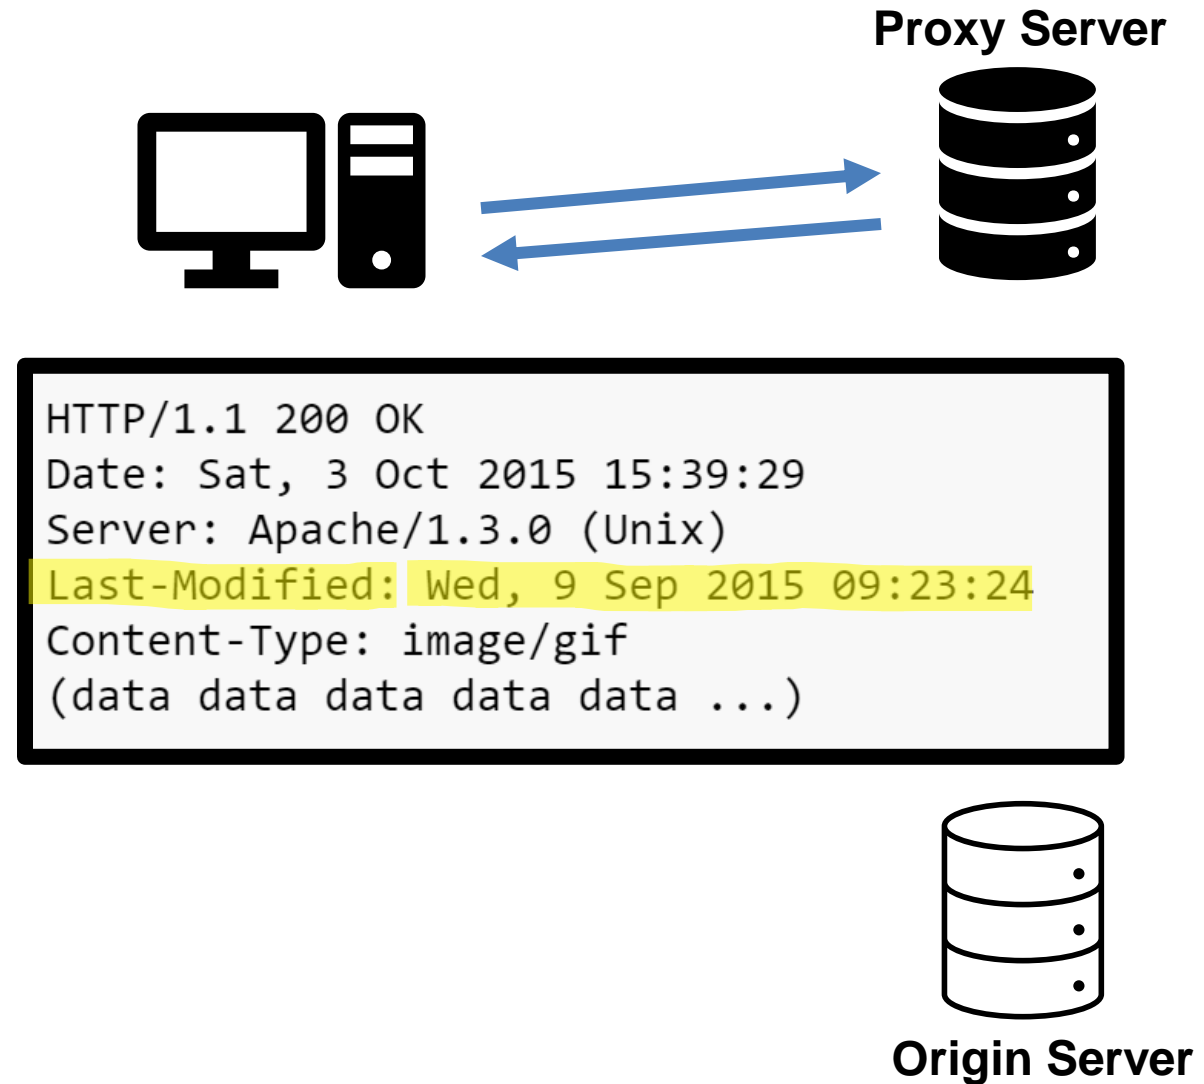 Proxy Server
HTTP/1.1 200 OK
Date: Sat, 3 Oct 2015 15:39:29
Server: Apache/1.3.0 (Unix)
Last-Modified: Wed, 9 Sep 2015 09:23:24
Content-Type: image/gif
(data data data data data ...)
Origin Server